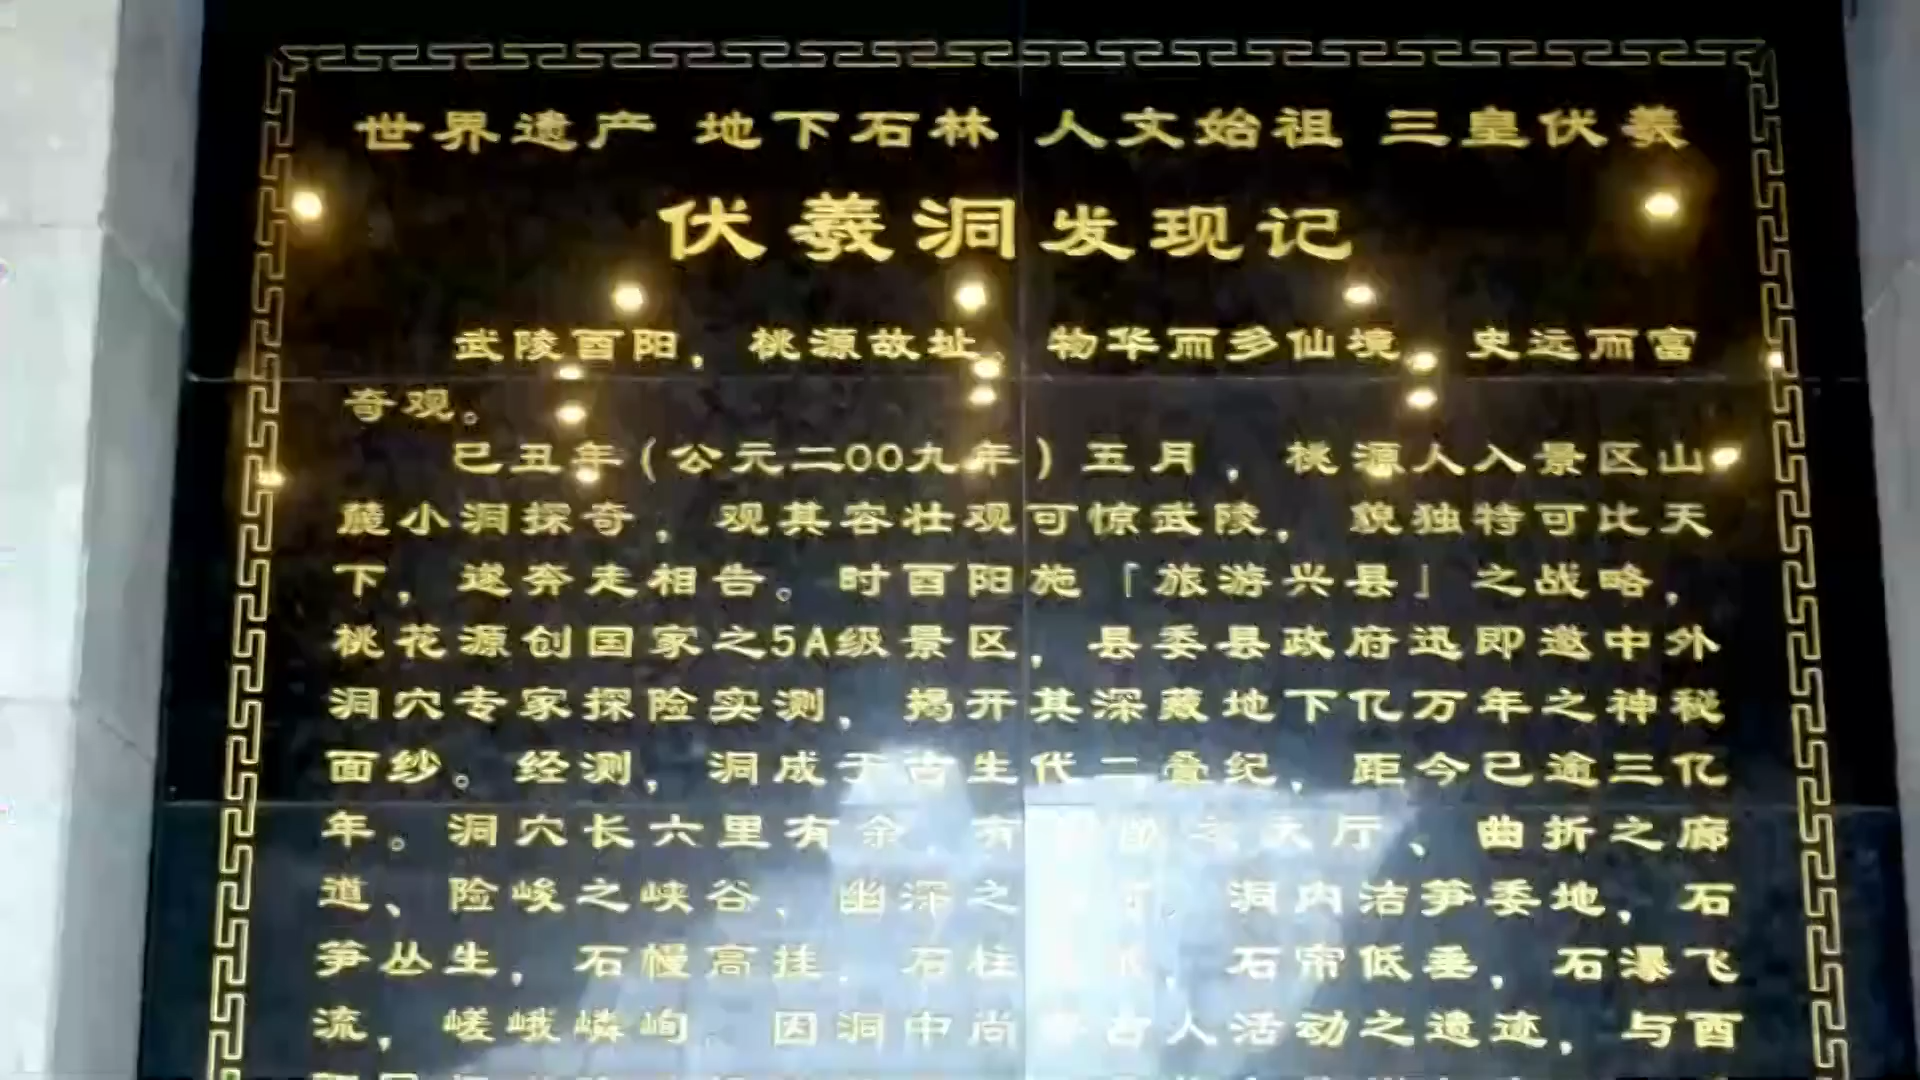 世界遗产 地下石林 人文始祖 三皇伏羲
伏羲洞发现记
武陵酉阳，桃源故址，物华而多仙境，史远而富
奇观。
已丑年（公元二00九年）五月，桃源人入景区山
麓小洞探奇，观其容壮观可惊武陵，貌独特可比天
下，遂奔走相告。时酉阳施「旅游兴县」之战略，
桃花源创国家之5A级景区，县委县政府迅即邀中外
洞穴专家探险实测，揭开其深藏地下亿万年之神秘
面纱。经测，洞成于古生代二叠纪，距今已逾三亿
年。洞穴长六里有余，有之大厅、曲折之廊
道、险峻之峡谷、幽深之 洞内洁笋委地，石
笋丛生，石幔高挂，石柱 ，石帘低垂，石瀑飞
流，嵯峨嶙峋。因洞中尚古人活动之遗迹，与酉